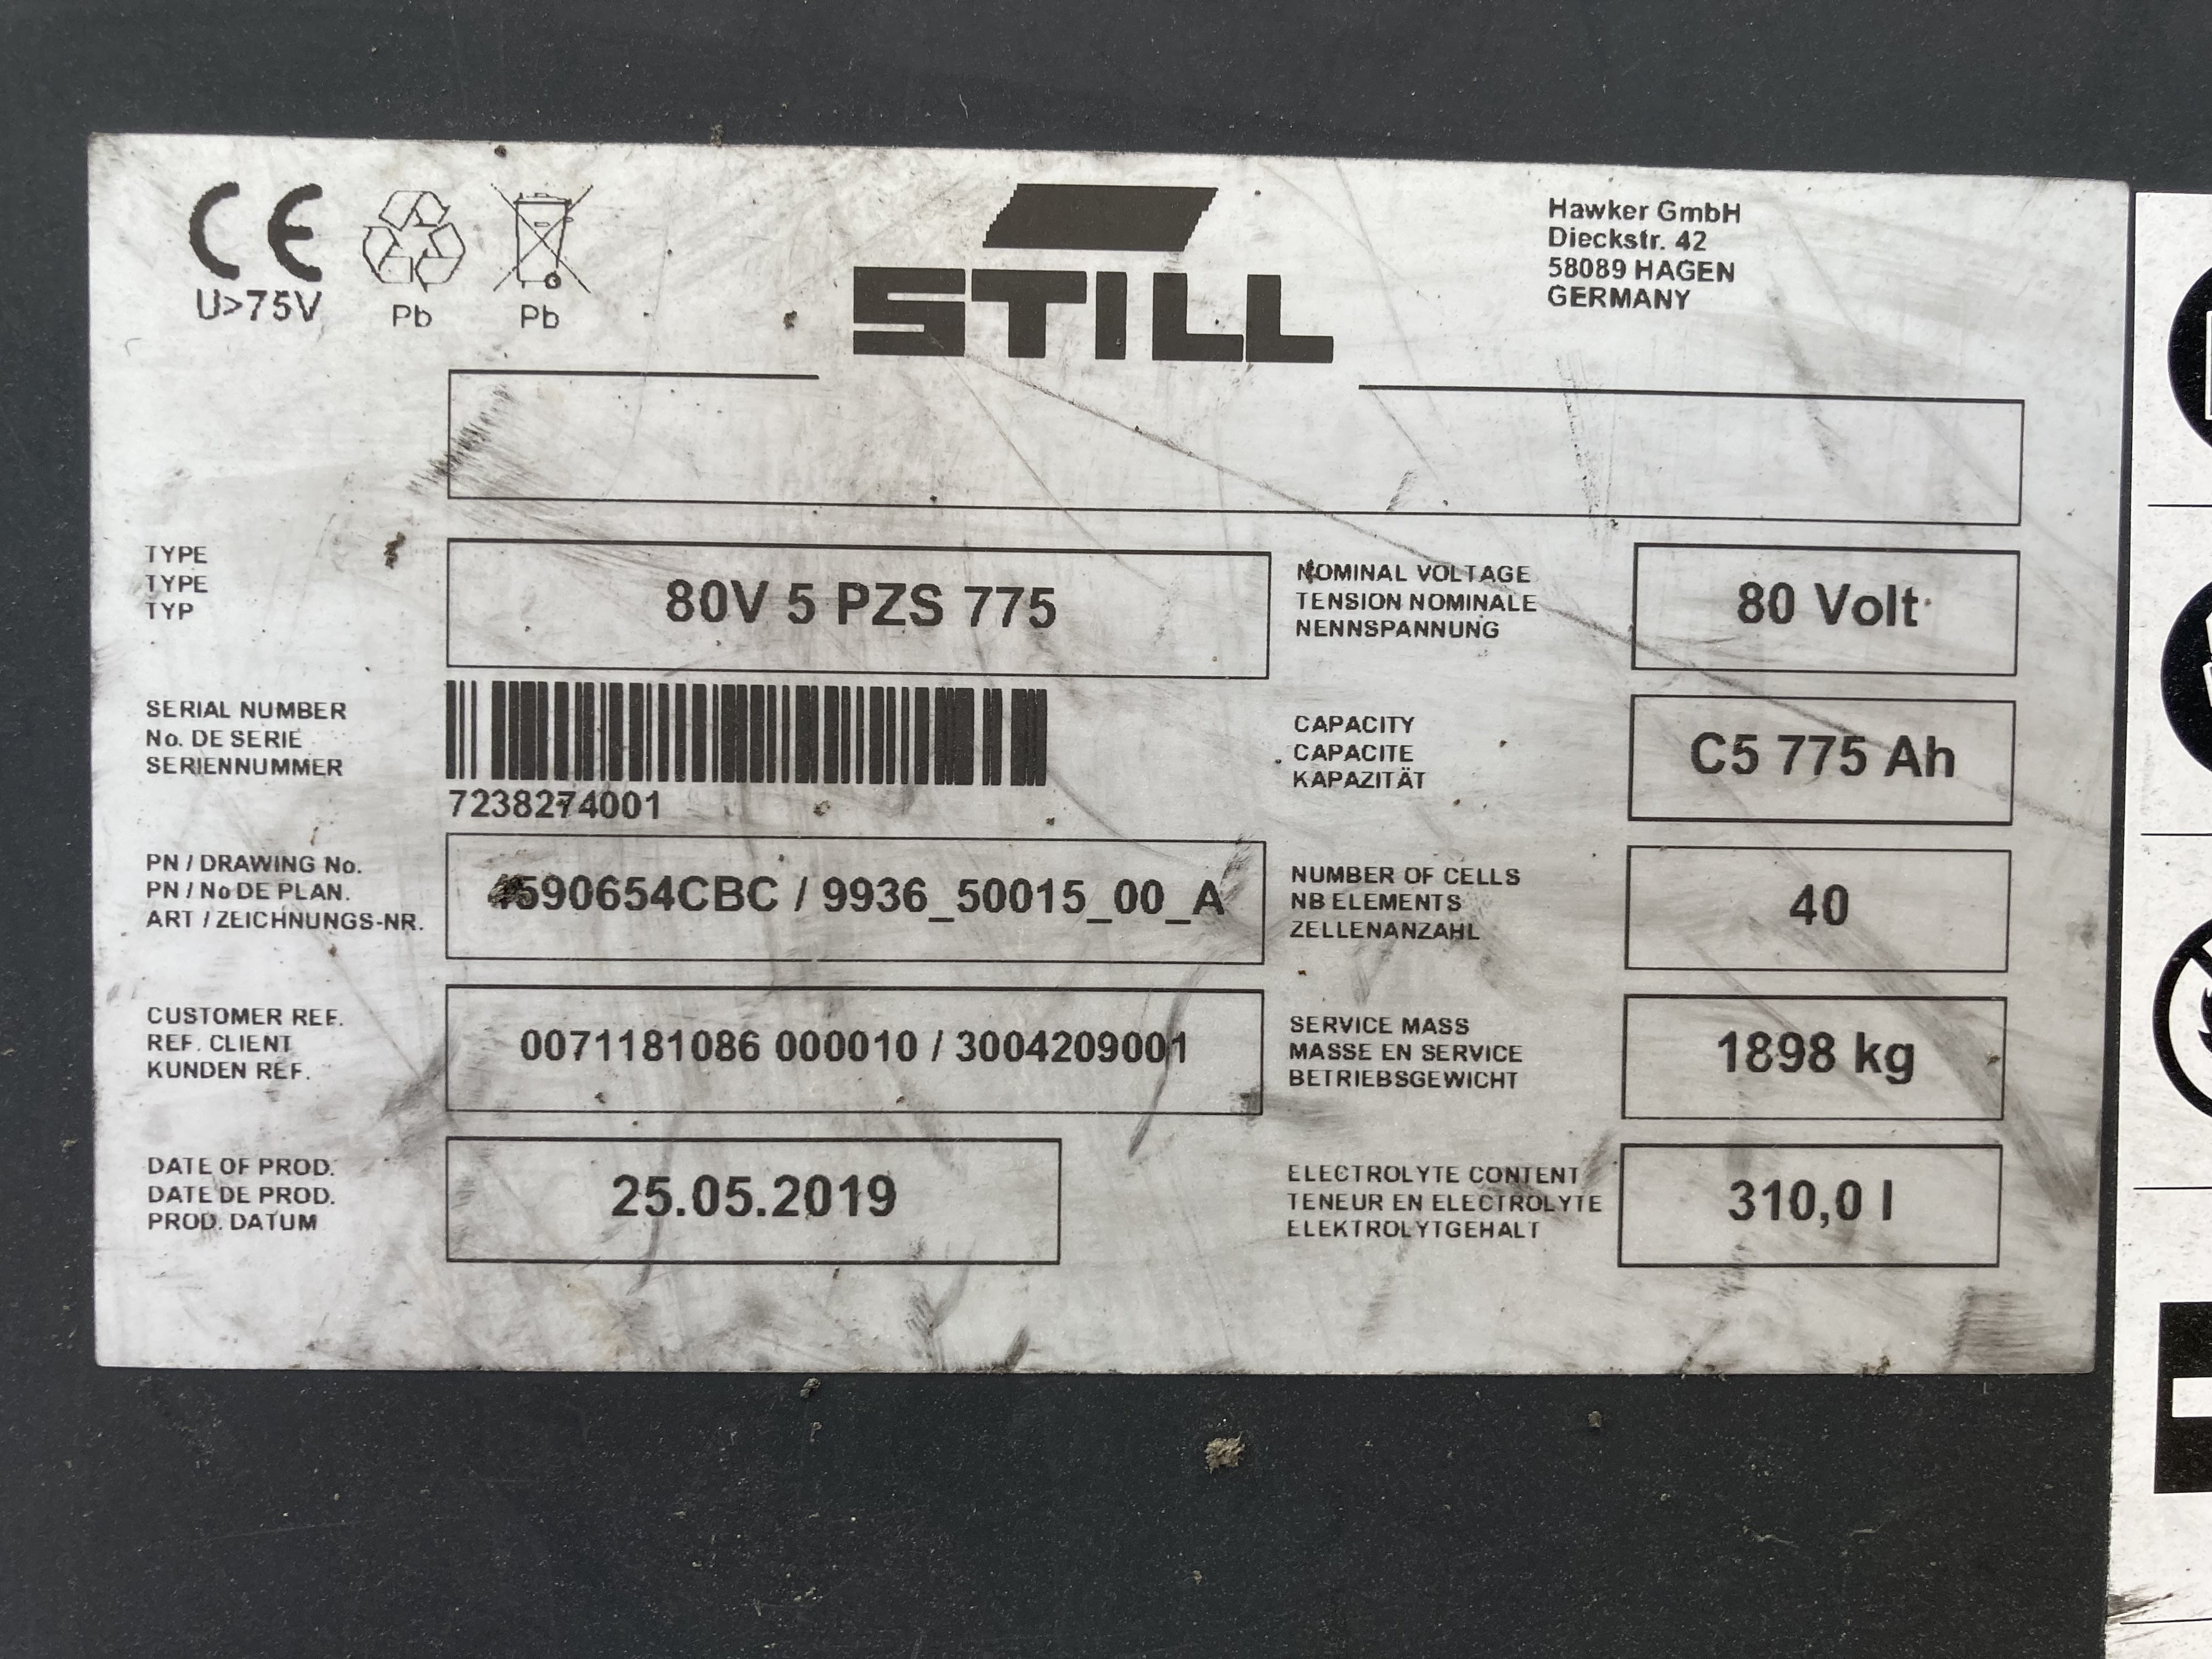 CE
U>75V
Pb
Pb
STILL
Hawker GmbH
Dieckstr. 42
58089 HAGEN
GERMANY
TYPE
TYPE
TYP
80V 5 PZS 775
NOMINAL VOLTAGE
TENSION NOMINALE
NENNSPANNUNG
80 Volt
SERIAL NUMBER
No. DE SERIE
SERIENNUMMER
7238274001
CAPACITY
CAPACITE
KAPAZITÄT
C5 775 Ah
PN / DRAWING No.
PN / No DE PLAN.
ART / ZEICHNUNGS-NR.
4590654CBC / 9936_50015_00_A
NUMBER OF CELLS
NB ELEMENTS
ZELLENANZAHL
40
CUSTOMER REF.
REF. CLIENT
KUNDEN REF.
0071181086 000010 / 3004209001
SERVICE MASS
MASSE EN SERVICE
BETRIEBSGEWICHT
1898 kg
DATE OF PROD.
DATE DE PROD.
PROD. DATUM
25.05.2019
ELECTROLYTE CONTENT
TENEUR EN ELECTROLYTE
ELEKTROLYTGEHALT
310,0 l